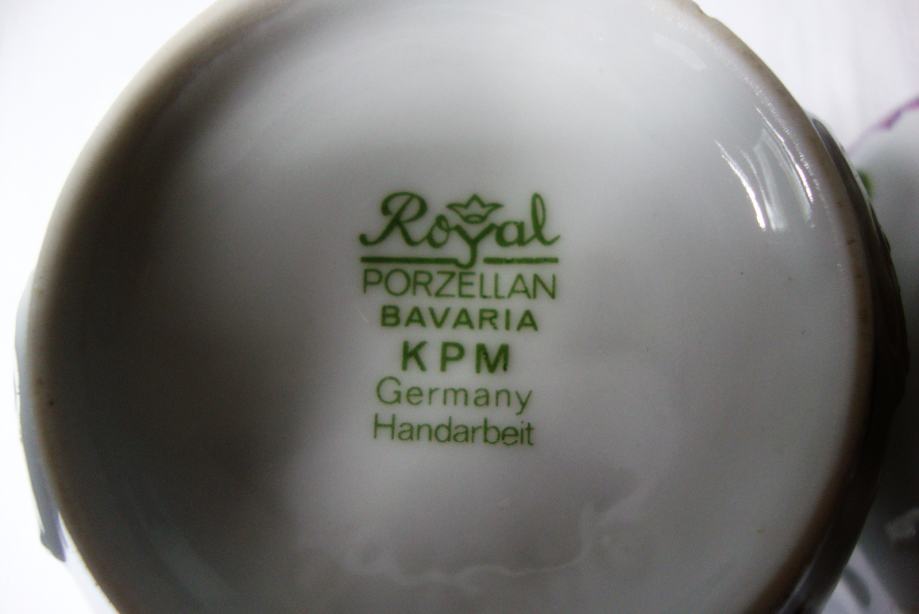 Royal
PORZELLAN
BAVARIA
KPM
Germany
Handarbeit